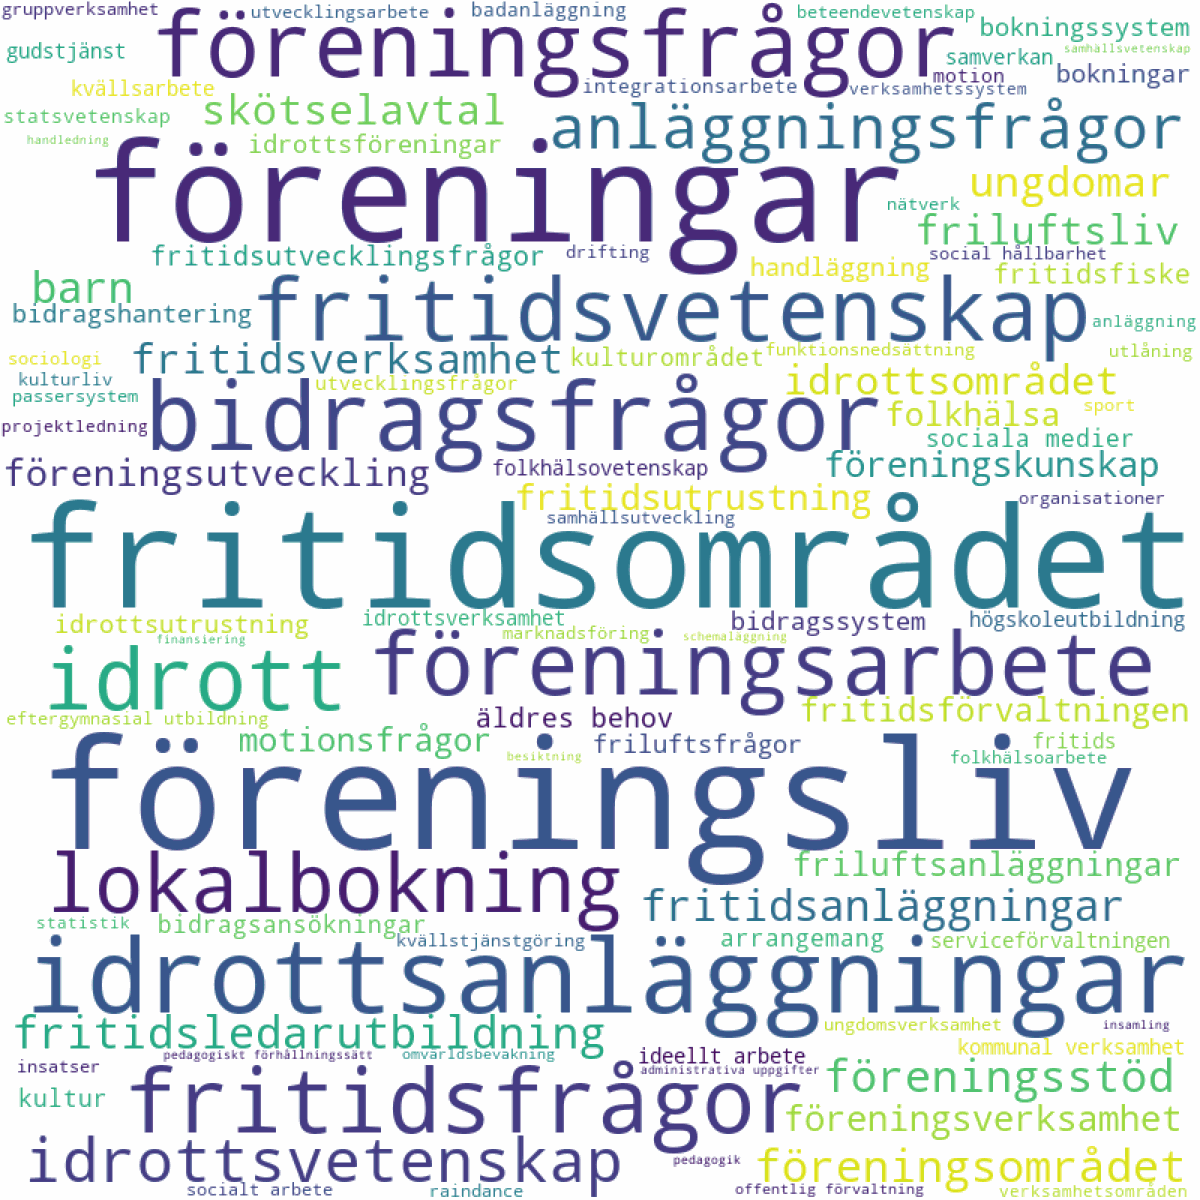 gruppverksamhet
utvecklingsarbete
badanläggning
beteendevetenskap
bokningssystem
föreningsfrågor
gudstjänst
samverkan
samhällsvetenskap
motion
bokningar
kvällsarbete
integrationsarbete
verksamhetssystem
skötselavtal
anläggningsfrågor
statsvetenskap
handledning
idrottsföreningar
föreningar
ungdomar
nätverk
friluftsliv
fritidsutvecklingsfrågor
drifting
social hållbarhet
barn
handläggning
fritidsfiske
fritidsvetenskap
bidragshantering
anläggning
sociologi
fritidsverksamhet
kulturområdet
funktionsnedsättning
utlåning
kulturliv
utvecklingsfrågor
idrottsområdet
passersystem
bidragsfrågor
folkhälsa
sport
projektledning
sociala medier
föreningsutveckling
folkhälsovetenskap
föreningskunskap
fritidsutrustning
organisationer
samhällsutveckling
fritidsområdet
idrottsutrustning
idrottsverksamhet
bidragssystem
högskoleutbildning
finansiering
marknadsföring
schemaläggning
idrott
föreningsarbete
eftergymnasial utbildning
äldres behov
fritidsförvaltningen
motionsfrågor
friluftsfrågor
fritids
besiktning
folkhälsoarbete
föreningsliv
lokalbokning
friluftsanläggningar
fritidsanläggningar
statistik
bidragsansökningar
kvällstjänstgöring
arrangemang
serviceförvaltningen
idrottsanläggningar
fritidsledarutbildning
ungdomsverksamhet
insamling
insatser
pedagogiskt förhållningssätt
omvärldsbevakning
ideellt arbete
kommunal verksamhet
administrativa uppgifter
föreningsstöd
kultur
fritidsfrågor
föreningsverksamhet
idrottsvetenskap
pedagogik
föreningsområdet
socialt arbete
raindance
offentlig förvaltning
verksamhetsområden